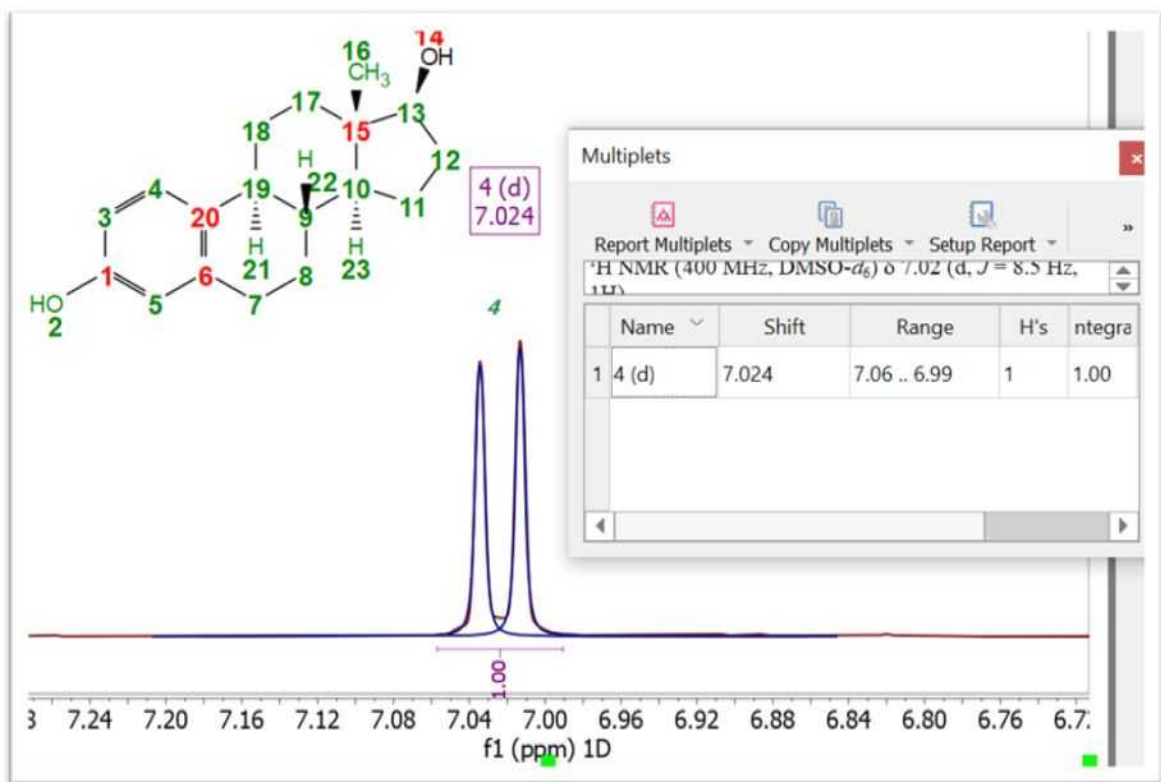 14
16
OH
CH3
17
13
15
18
H
12
4 (d)
7.024
4
22
19
10
3
20
9
11
H
H
1
6
21
8
23
HO
5
7
2
4
Multiplets
Report Multiplets
Copy Multiplets
Setup Report
»
¹H NMR (400 MHz, DMSO-d6) δ 7.02 (d, J = 8.5 Hz,
1H)
Name Shift Range H's ntegra
1 4 (d) 7.024 7.06 .. 6.99 1 1.00
1.00
7.24 7.20 7.16 7.12 7.08 7.04 7.00 6.96 6.92 6.88 6.84 6.80 6.76
f1 (ppm) 1D